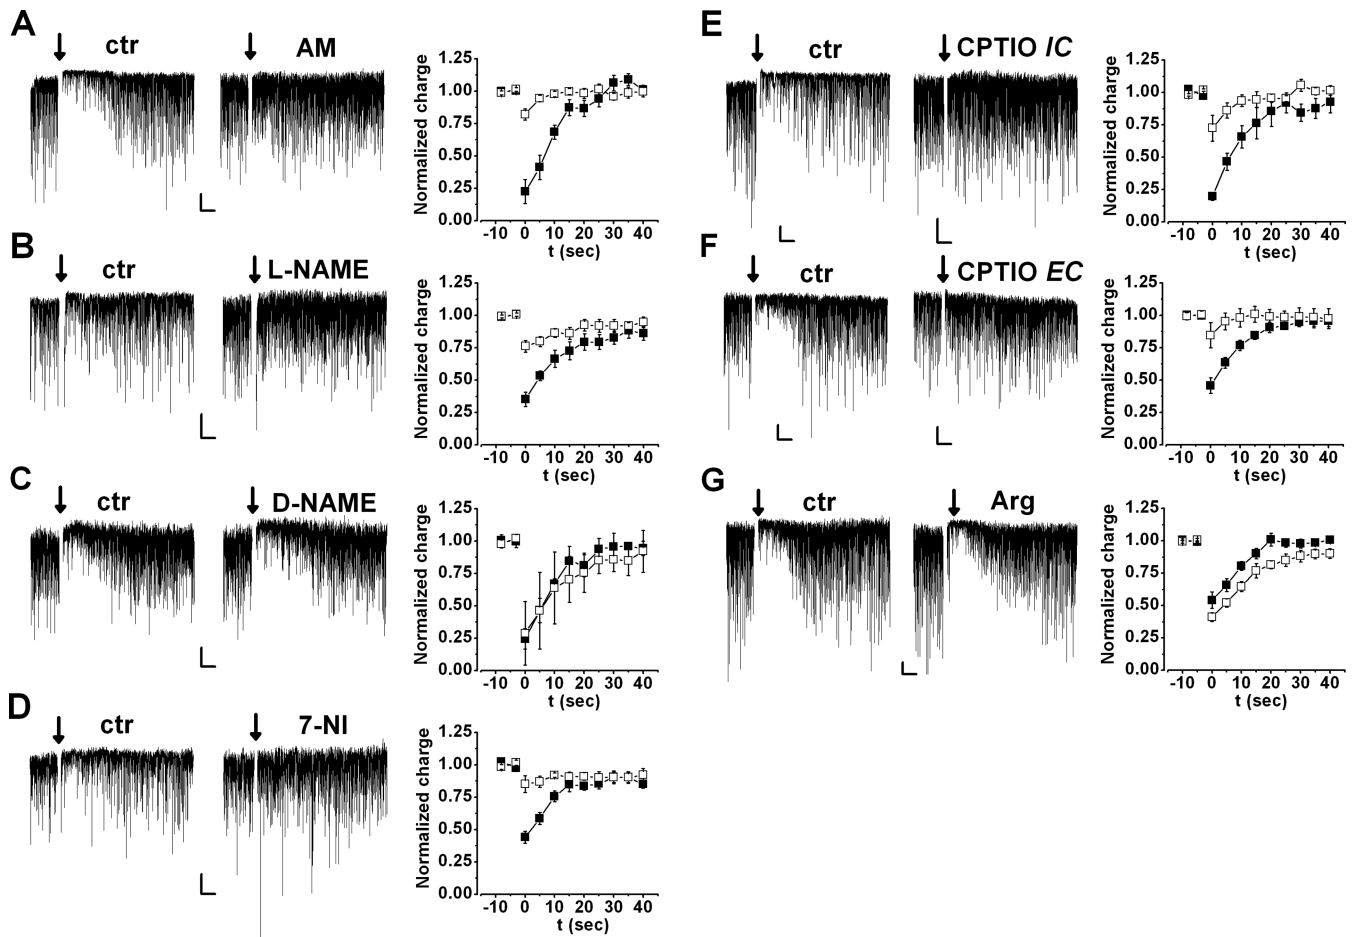 A
ctr
AM
Normalized charge
1.25
1.00
0.75
0.50
0.25
0.00
-10 0 10 20 30 40
t (sec)
B
ctr
L-NAME
Normalized charge
1.25
1.00
0.75
0.50
0.25
0.00
-10 0 10 20 30 40
t (sec)
C
ctr
D-NAME
Normalized charge
1.25
1.00
0.75
0.50
0.25
0.00
-10 0 10 20 30 40
t (sec)
D
ctr
7-NI
Normalized charge
1.25
1.00
0.75
0.50
0.25
0.00
-10 0 10 20 30 40
t (sec)
E
ctr
CPTIO IC
Normalized charge
1.25
1.00
0.75
0.50
0.25
0.00
-10 0 10 20 30 40
t (sec)
F
ctr
CPTIO EC
Normalized charge
1.25
1.00
0.75
0.50
0.25
0.00
-10 0 10 20 30 40
t (sec)
G
ctr
Arg
Normalized charge
1.25
1.00
0.75
0.50
0.25
0.00
-10 0 10 20 30 40
t (sec)